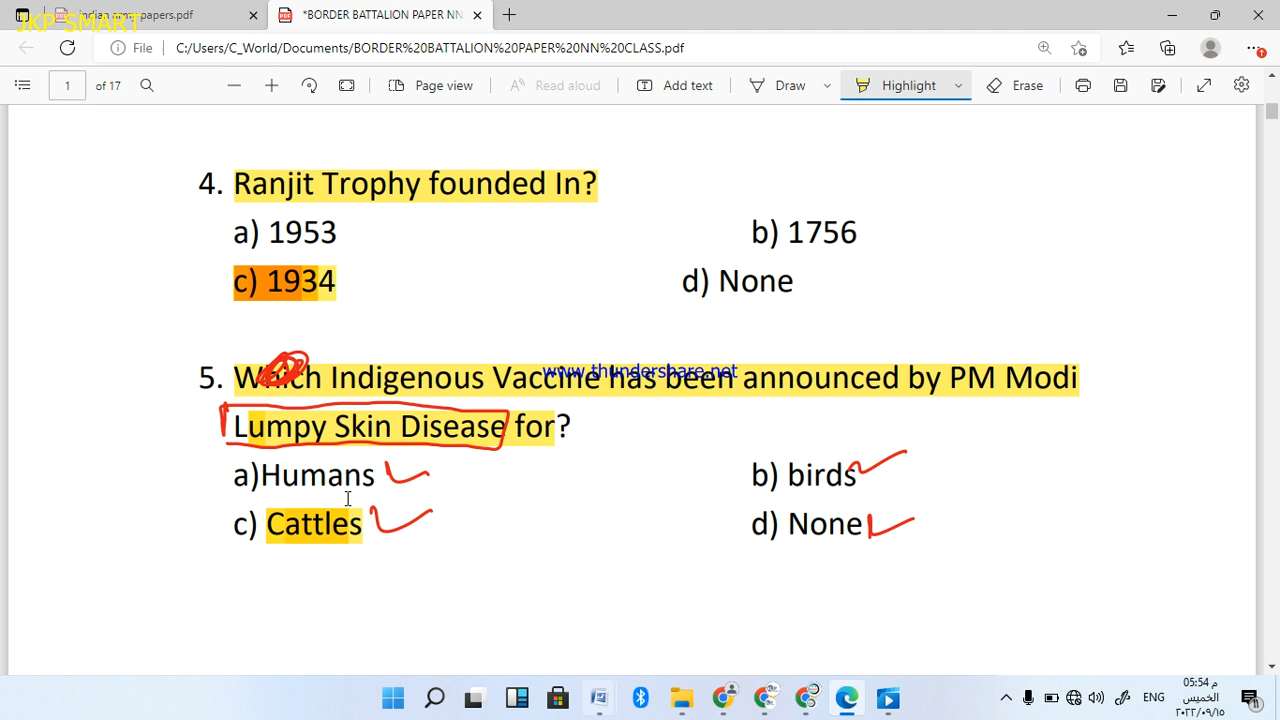 JKP SMART
indian newspapers.pdf
*BORDER BATTALION PAPER NN
File C:/Users/C_World/Documents/BORDER%20BATTALION%20PAPER%20NN%20CLASS.pdf
1 of 17 Page view Read aloud Add text Draw Highlight Erase
4. Ranjit Trophy founded In?
a) 1953 b) 1756
c) 1934 d) None
5. Which Indigenous Vaccine has been announced by PM Modi
www.thundershare.net
Lumpy Skin Disease for?
a)Humans b) birds
c) Cattles d) None
ENG
05:54 م
الخميس
٢٠٢٢/٠٩/١٥
11